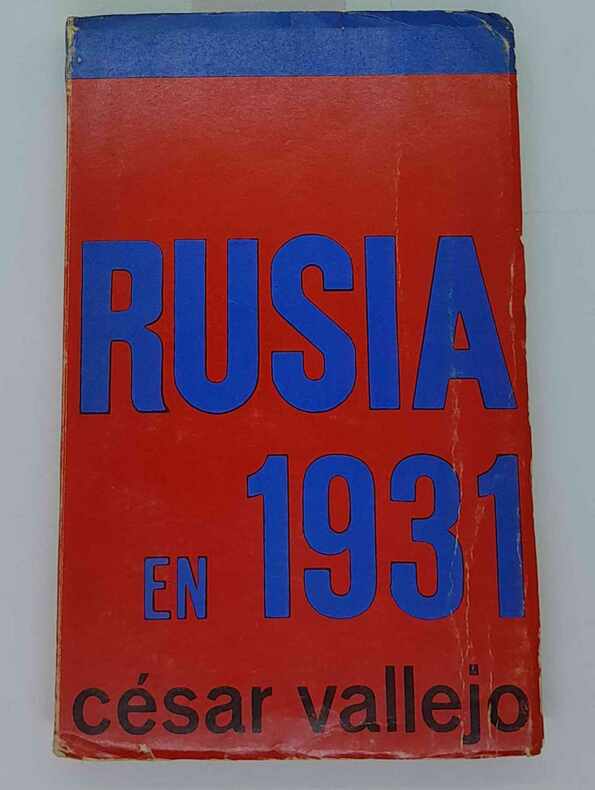 RUSIA
EN 1931
césar vallejo